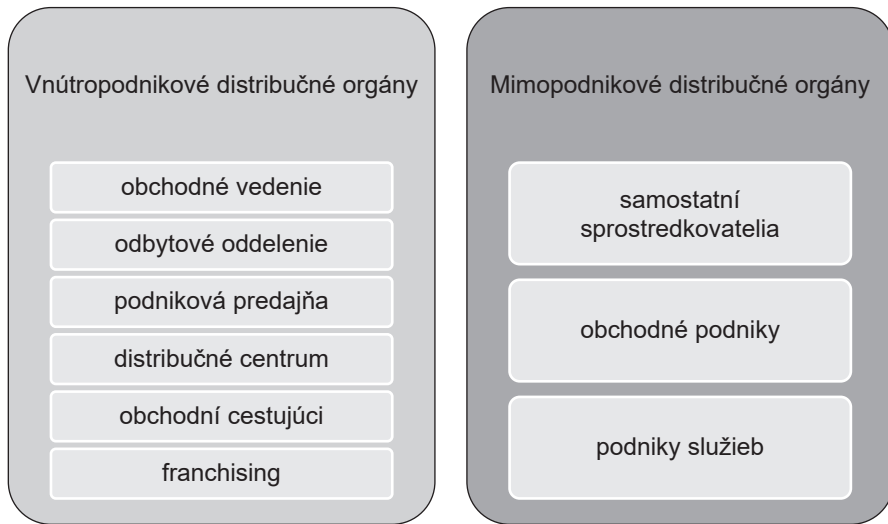 Vnútropodnikové distribučné orgány
obchodné vedenie
odbytové oddelenie
podniková predajňa
distribučné centrum
obchodní cestujúci
franchising
Mimopodnikové distribučné orgány
samostatní
sprostredkovatelia
obchodné podniky
podniky služieb